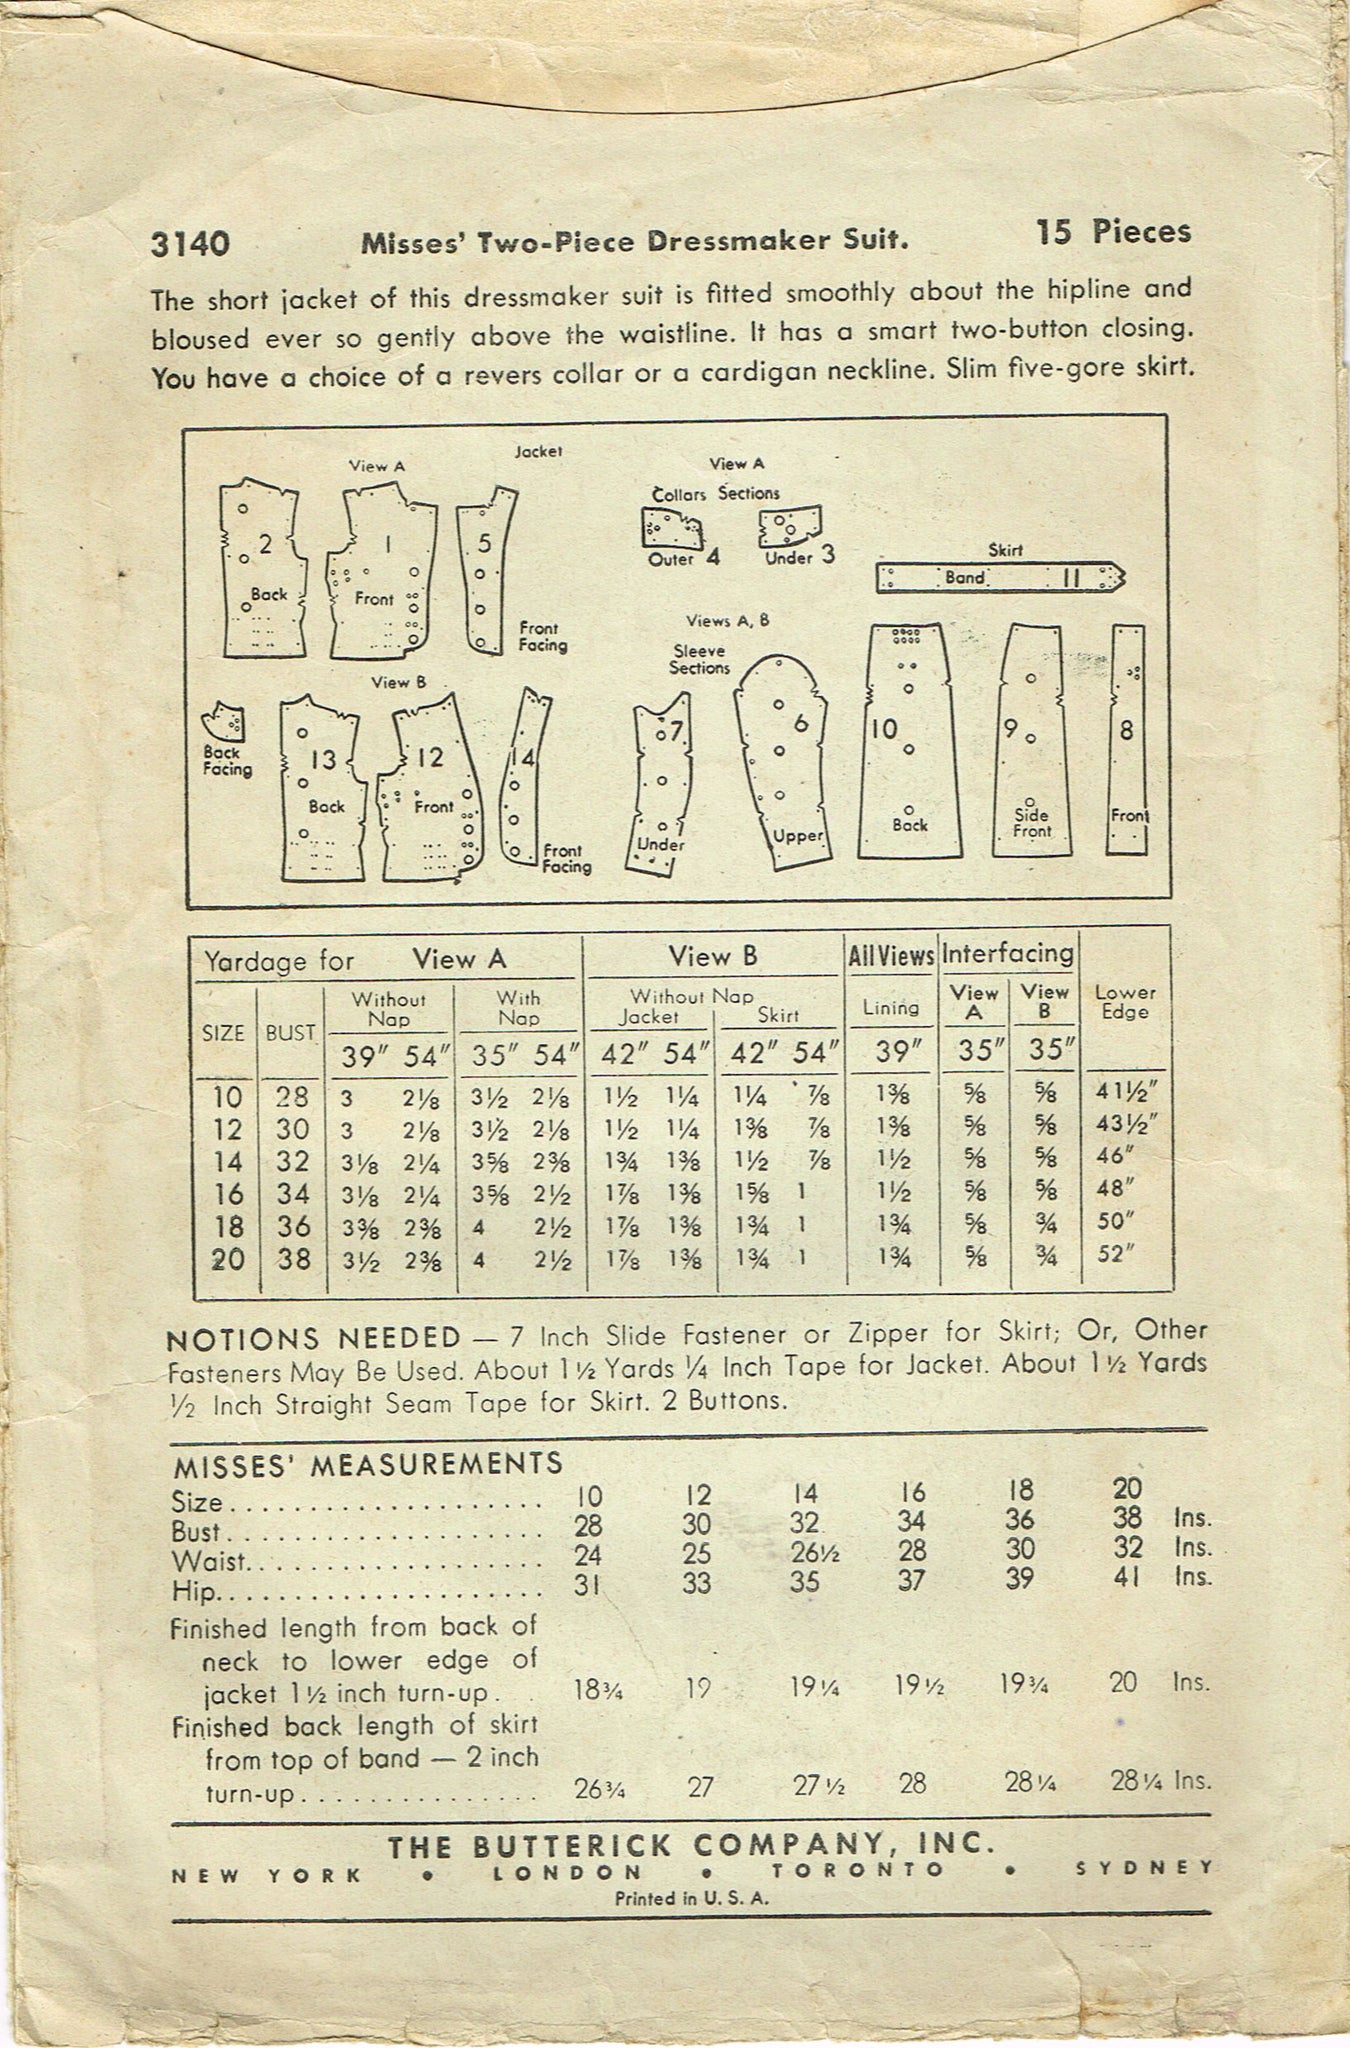 3140 Misses' Two-Piece Dressmaker Suit. 15 Pieces
The short jacket of this dressmaker suit is fitted smoothly about the hipline and
bloused ever so gently above the waistline. It has a smart two-button closing.
You have a choice of a revers collar or a cardigan neckline. Slim five-gore skirt.
Jacket
View A
View A
Collars Sections
2
Back
1
Front
5
Front
Facing
Outer 4
Under 3
Skirt
Band 11
Views A, B
Sleeve
Sections
View B
Back
Facing
13
Back
12
Front
14
Front
Facing
7
Under
6
Upper
10
Back
9
Side
Front
8
Front
Yardage for View A View B All Views Interfacing
SIZE BUST Without Nap With Nap Without Nap Lining View A View B Lower Edge
Jacket Skirt
39" 54" 35" 54" 42" 54" 42" 54" 39" 35" 35"
10 28 3 2⅛ 3½ 2⅛ 1½ 1¼ 1¼ ⅞ 1⅜ ⅝ ⅝ 41½"
12 30 3 2⅛ 3½ 2⅛ 1½ 1¼ 1⅜ ⅞ 1⅜ ⅝ ⅝ 43½"
14 32 3⅛ 2¼ 3⅝ 2⅜ 1¾ 1⅜ 1½ ⅞ 1½ ⅝ ⅝ 46"
16 34 3⅛ 2¼ 3⅝ 2½ 1⅞ 1⅜ 1⅝ 1 1½ ⅝ ⅝ 48"
18 36 3⅜ 2⅜ 4 2½ 1⅞ 1⅜ 1¾ 1 1¾ ⅝ ¾ 50"
20 38 3½ 2⅜ 4 2½ 1⅞ 1⅜ 1¾ 1 1¾ ⅝ ¾ 52"
NOTIONS NEEDED — 7 Inch Slide Fastener or Zipper for Skirt; Or, Other
Fasteners May Be Used. About 1½ Yards ¼ Inch Tape for Jacket. About 1½ Yards
½ Inch Straight Seam Tape for Skirt. 2 Buttons.
MISSES' MEASUREMENTS
Size.................... 10 12 14 16 18 20
Bust.................... 28 30 32 34 36 38 Ins.
Waist................... 24 25 26½ 28 30 32 Ins.
Hip..................... 31 33 35 37 39 41 Ins.
Finished length from back of
neck to lower edge of
jacket 1½ inch turn-up. . 18¾ 19 19¼ 19½ 19¾ 20 Ins.
Finished back length of skirt
from top of band — 2 inch
turn-up............... 26¾ 27 27½ 28 28¼ 28¼ Ins.
THE BUTTERICK COMPANY, INC.
NEW YORK • LONDON • TORONTO • SYDNEY
Printed in U. S. A.